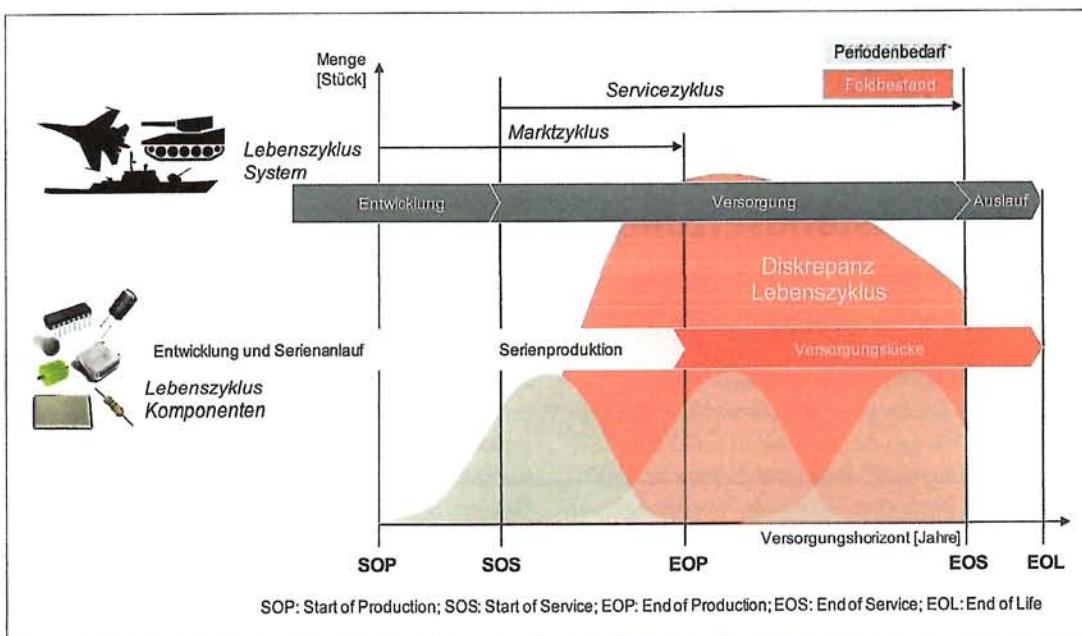 Menge
[Stück]
Periodenbedarf*
Feldbestand
Servicezyklus
Marktzyklus
Lebenszyklus
System
Entwicklung
Versorgung
Auslauf
Diskrepanz
Lebenszyklus
Entwicklung und Serienanlauf
Serienproduktion
Versorgungslücke
Lebenszyklus
Komponenten
Versorgungshorizont [Jahre]
SOP
SOS
EOP
EOS
EOL
SOP: Start of Production; SOS: Start of Service; EOP: End of Production; EOS: End of Service; EOL: End of Life